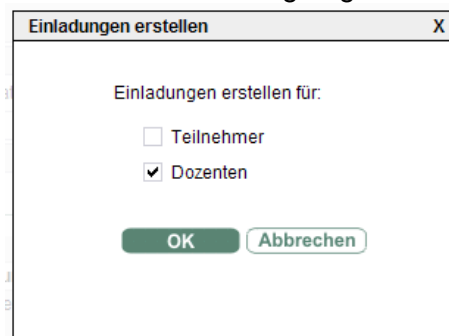 Einladungen erstellen X
Einladungen erstellen für:
Teilnehmer
Dozenten
OK Abbrechen